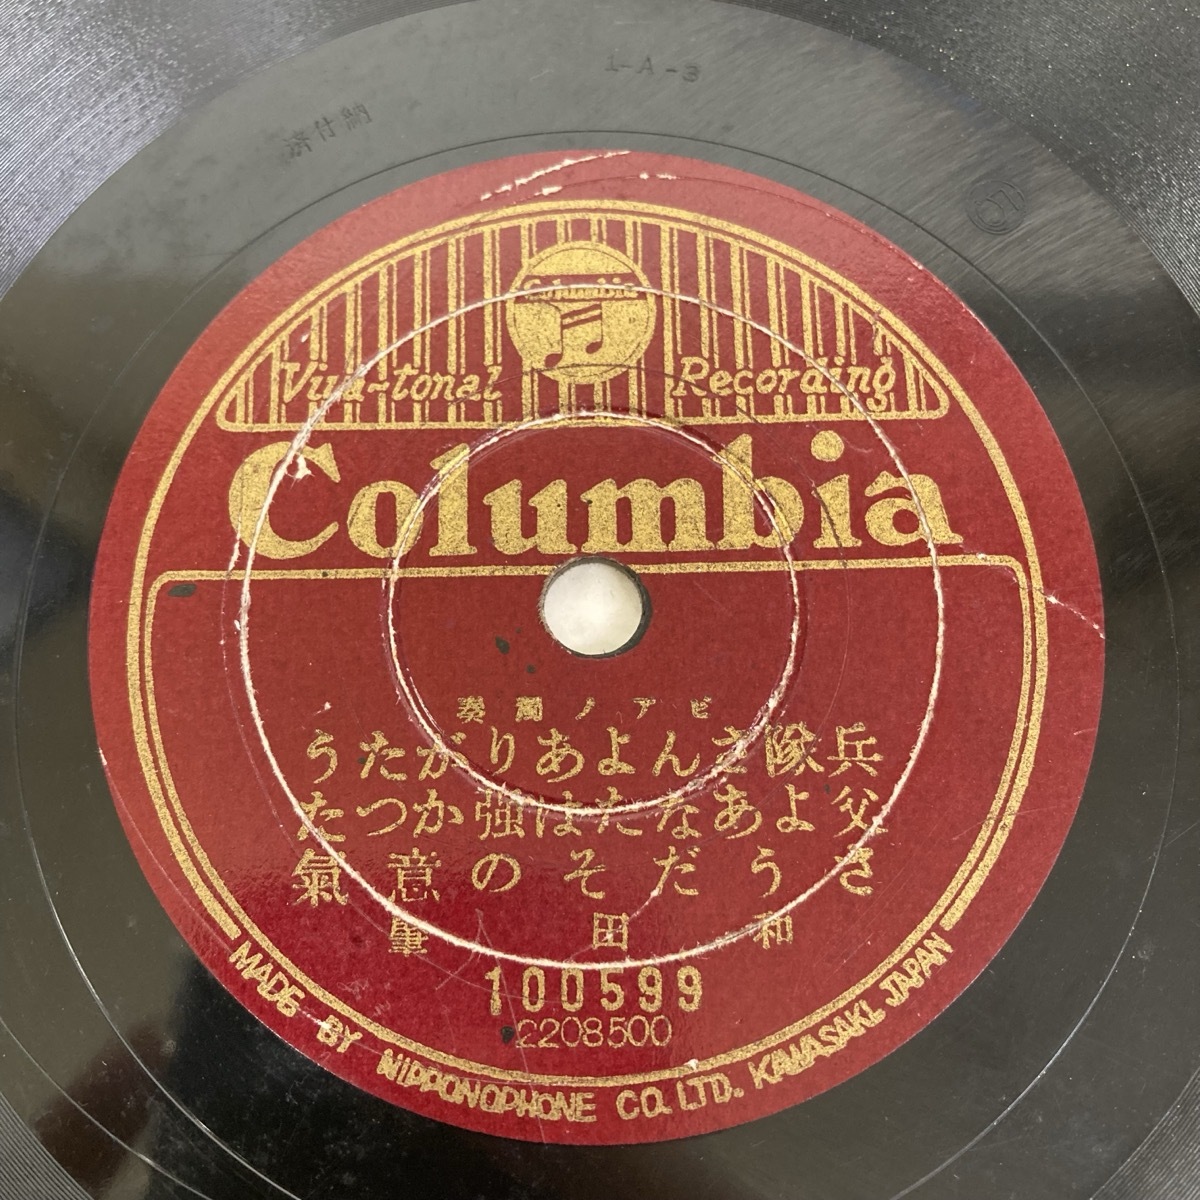 1-A-3
納付済
Columbia
Viva-tonal Recording
Columbia
ピアノ獨奏
兵隊さんよありがたう
父よあなたは強かつた
さうだその意氣
和田肇
100599
2208500
MADE BY NIPPONOPHONE CO. LTD. KAWASAKI, JAPAN